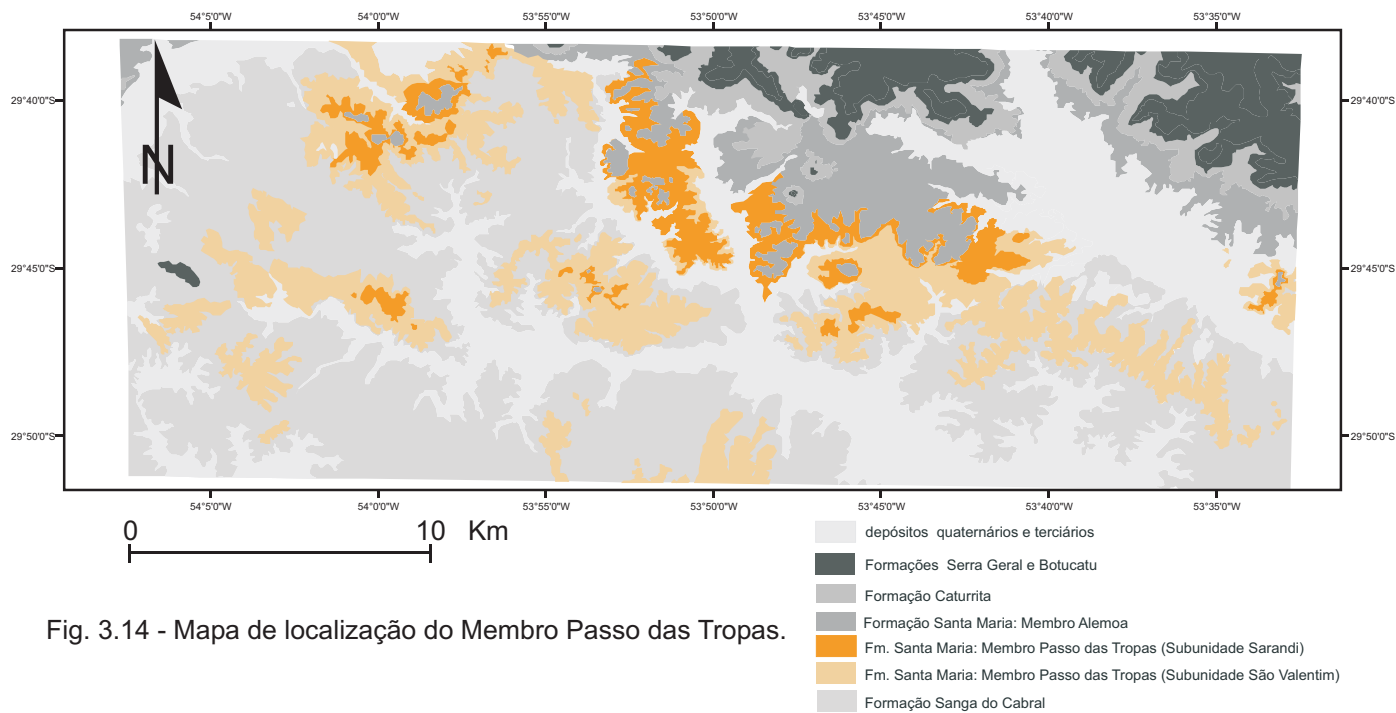 54°5'0"W 54°0'0"W 53°55'0"W 53°50'0"W 53°45'0"W 53°40'0"W 53°35'0"W
29°40'0"S 29°40'0"S
N
29°45'0"S 29°45'0"S
29°50'0"S 29°50'0"S
54°5'0"W 54°0'0"W 53°55'0"W 53°50'0"W 53°45'0"W 53°40'0"W 53°35'0"W
0 10 Km
depósitos quaternários e terciários
Formações Serra Geral e Botucatu
Formação Caturrita
Formação Santa Maria: Membro Alemoa
Fm. Santa Maria: Membro Passo das Tropas (Subunidade Sarandi)
Fm. Santa Maria: Membro Passo das Tropas (Subunidade São Valentim)
Formação Sanga do Cabral
Fig. 3.14 - Mapa de localização do Membro Passo das Tropas.